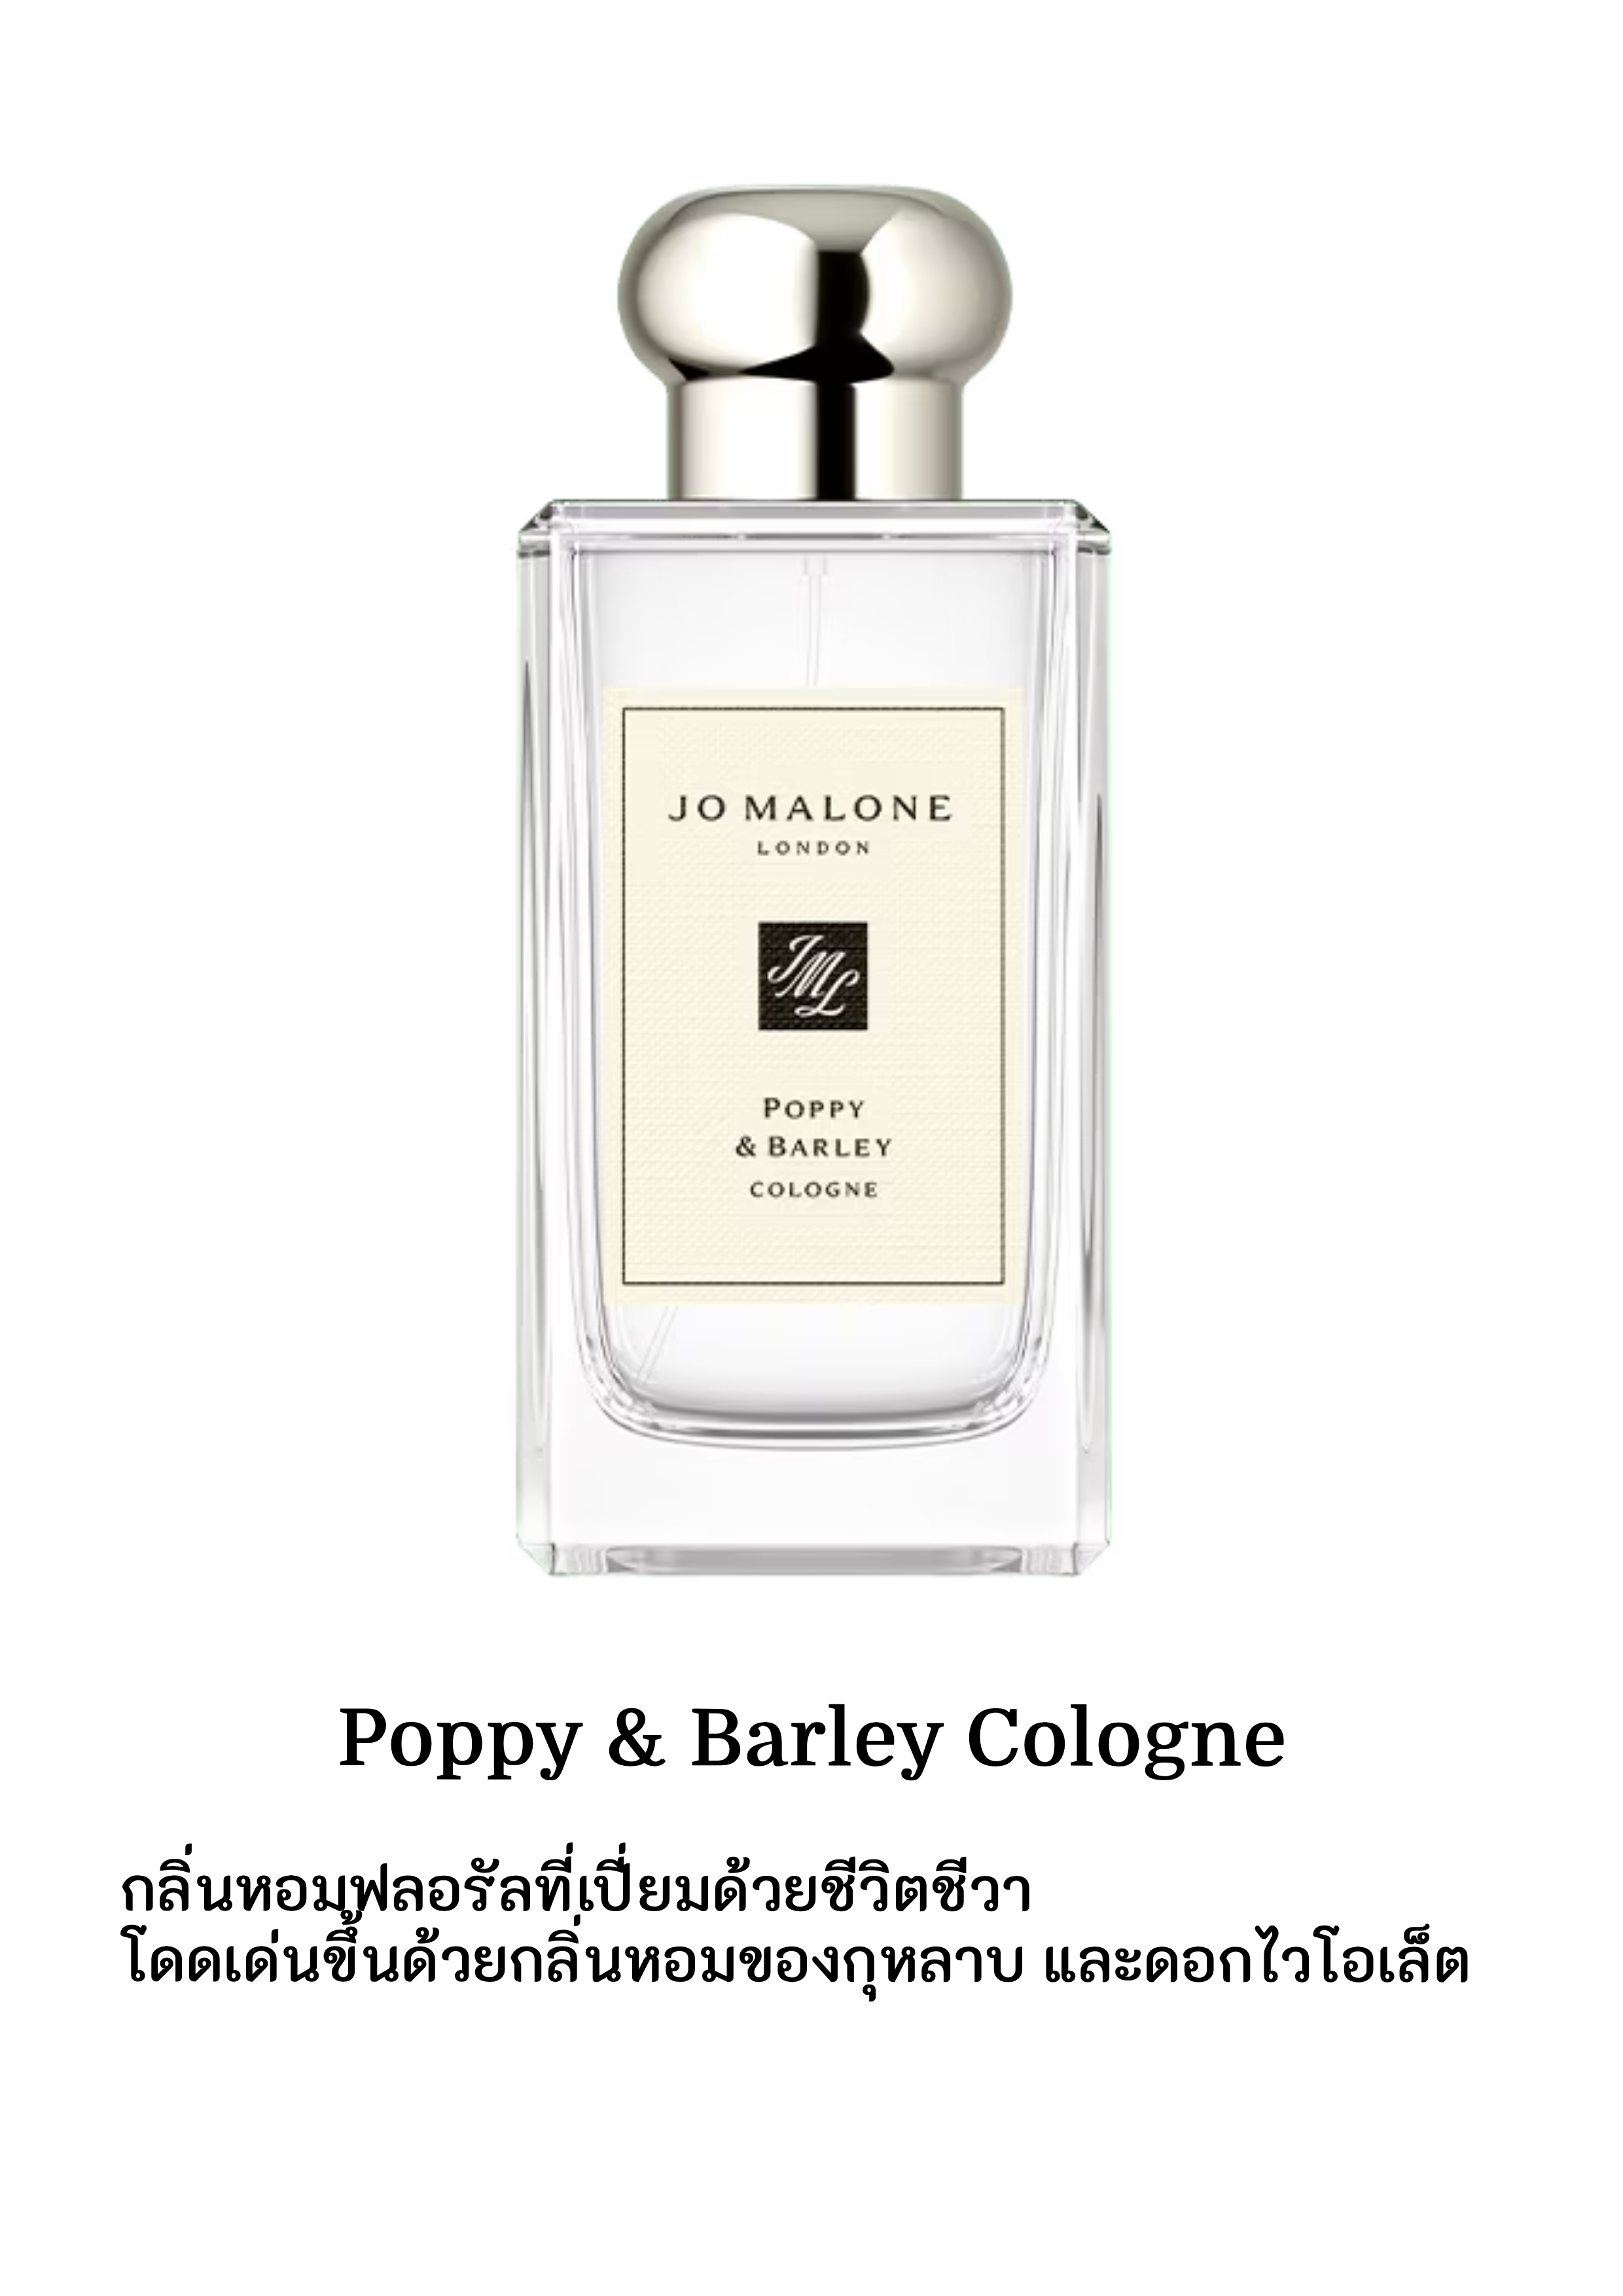 JO MALONE
LONDON
JML
POPPY
& BARLEY
COLOGNE
Poppy & Barley Cologne
กลิ่นหอมฟลอรัลที่เปี่ยมด้วยชีวิตชีวา
โดดเด่นขึ้นด้วยกลิ่นหอมของกุหลาบ และดอกไวโอเล็ต